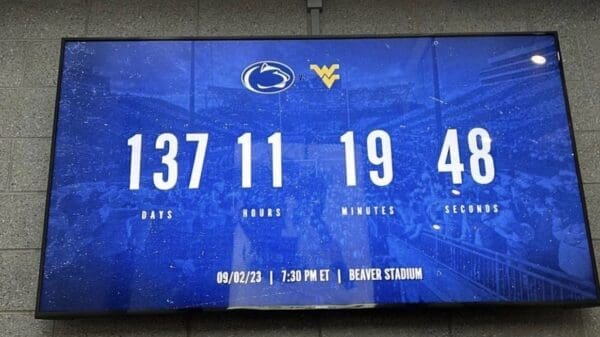 137 11 19 48
DAYS HOURS MINUTES SECONDS
09/02/23 | 7:30 PM ET | BEAVER STADIUM